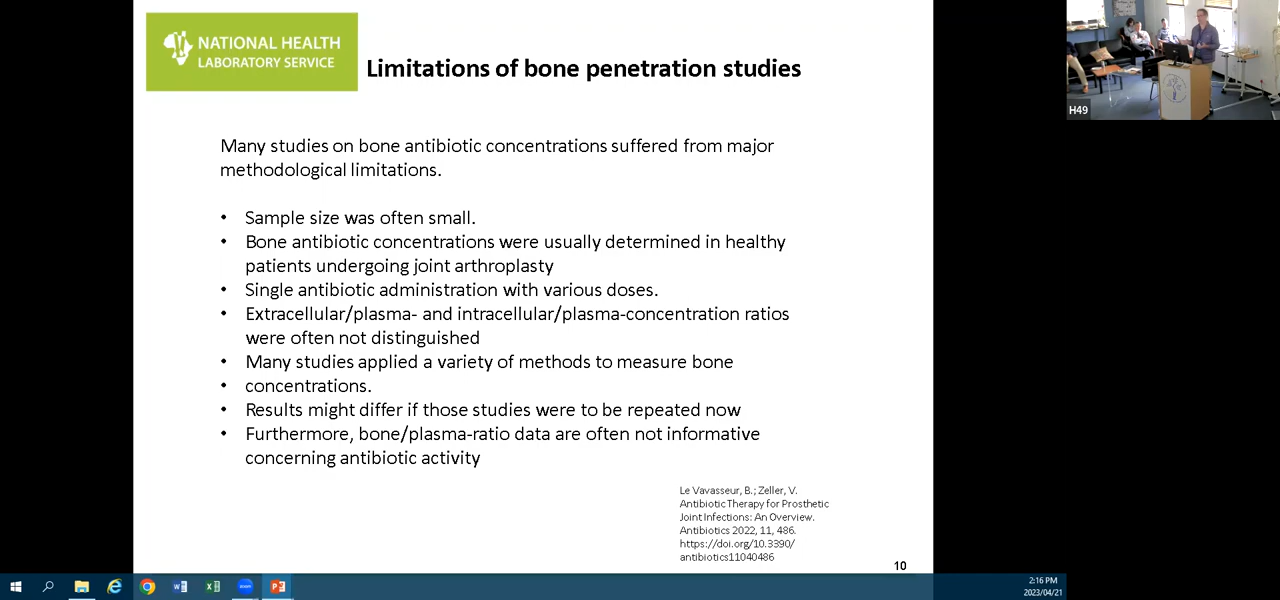 NATIONAL HEALTH
LABORATORY SERVICE
Limitations of bone penetration studies
Many studies on bone antibiotic concentrations suffered from major
methodological limitations.
• Sample size was often small.
• Bone antibiotic concentrations were usually determined in healthy
patients undergoing joint arthroplasty
• Single antibiotic administration with various doses.
• Extracellular/plasma- and intracellular/plasma-concentration ratios
were often not distinguished
• Many studies applied a variety of methods to measure bone
• concentrations.
• Results might differ if those studies were to be repeated now
• Furthermore, bone/plasma-ratio data are often not informative
concerning antibiotic activity
Le Vavasseur, B.; Zeller, V.
Antibiotic Therapy for Prosthetic
Joint Infections: An Overview.
Antibiotics 2022, 11, 486.
https://doi.org/10.3390/
antibiotics11040486
10
H49
2:16 PM
2023/04/21